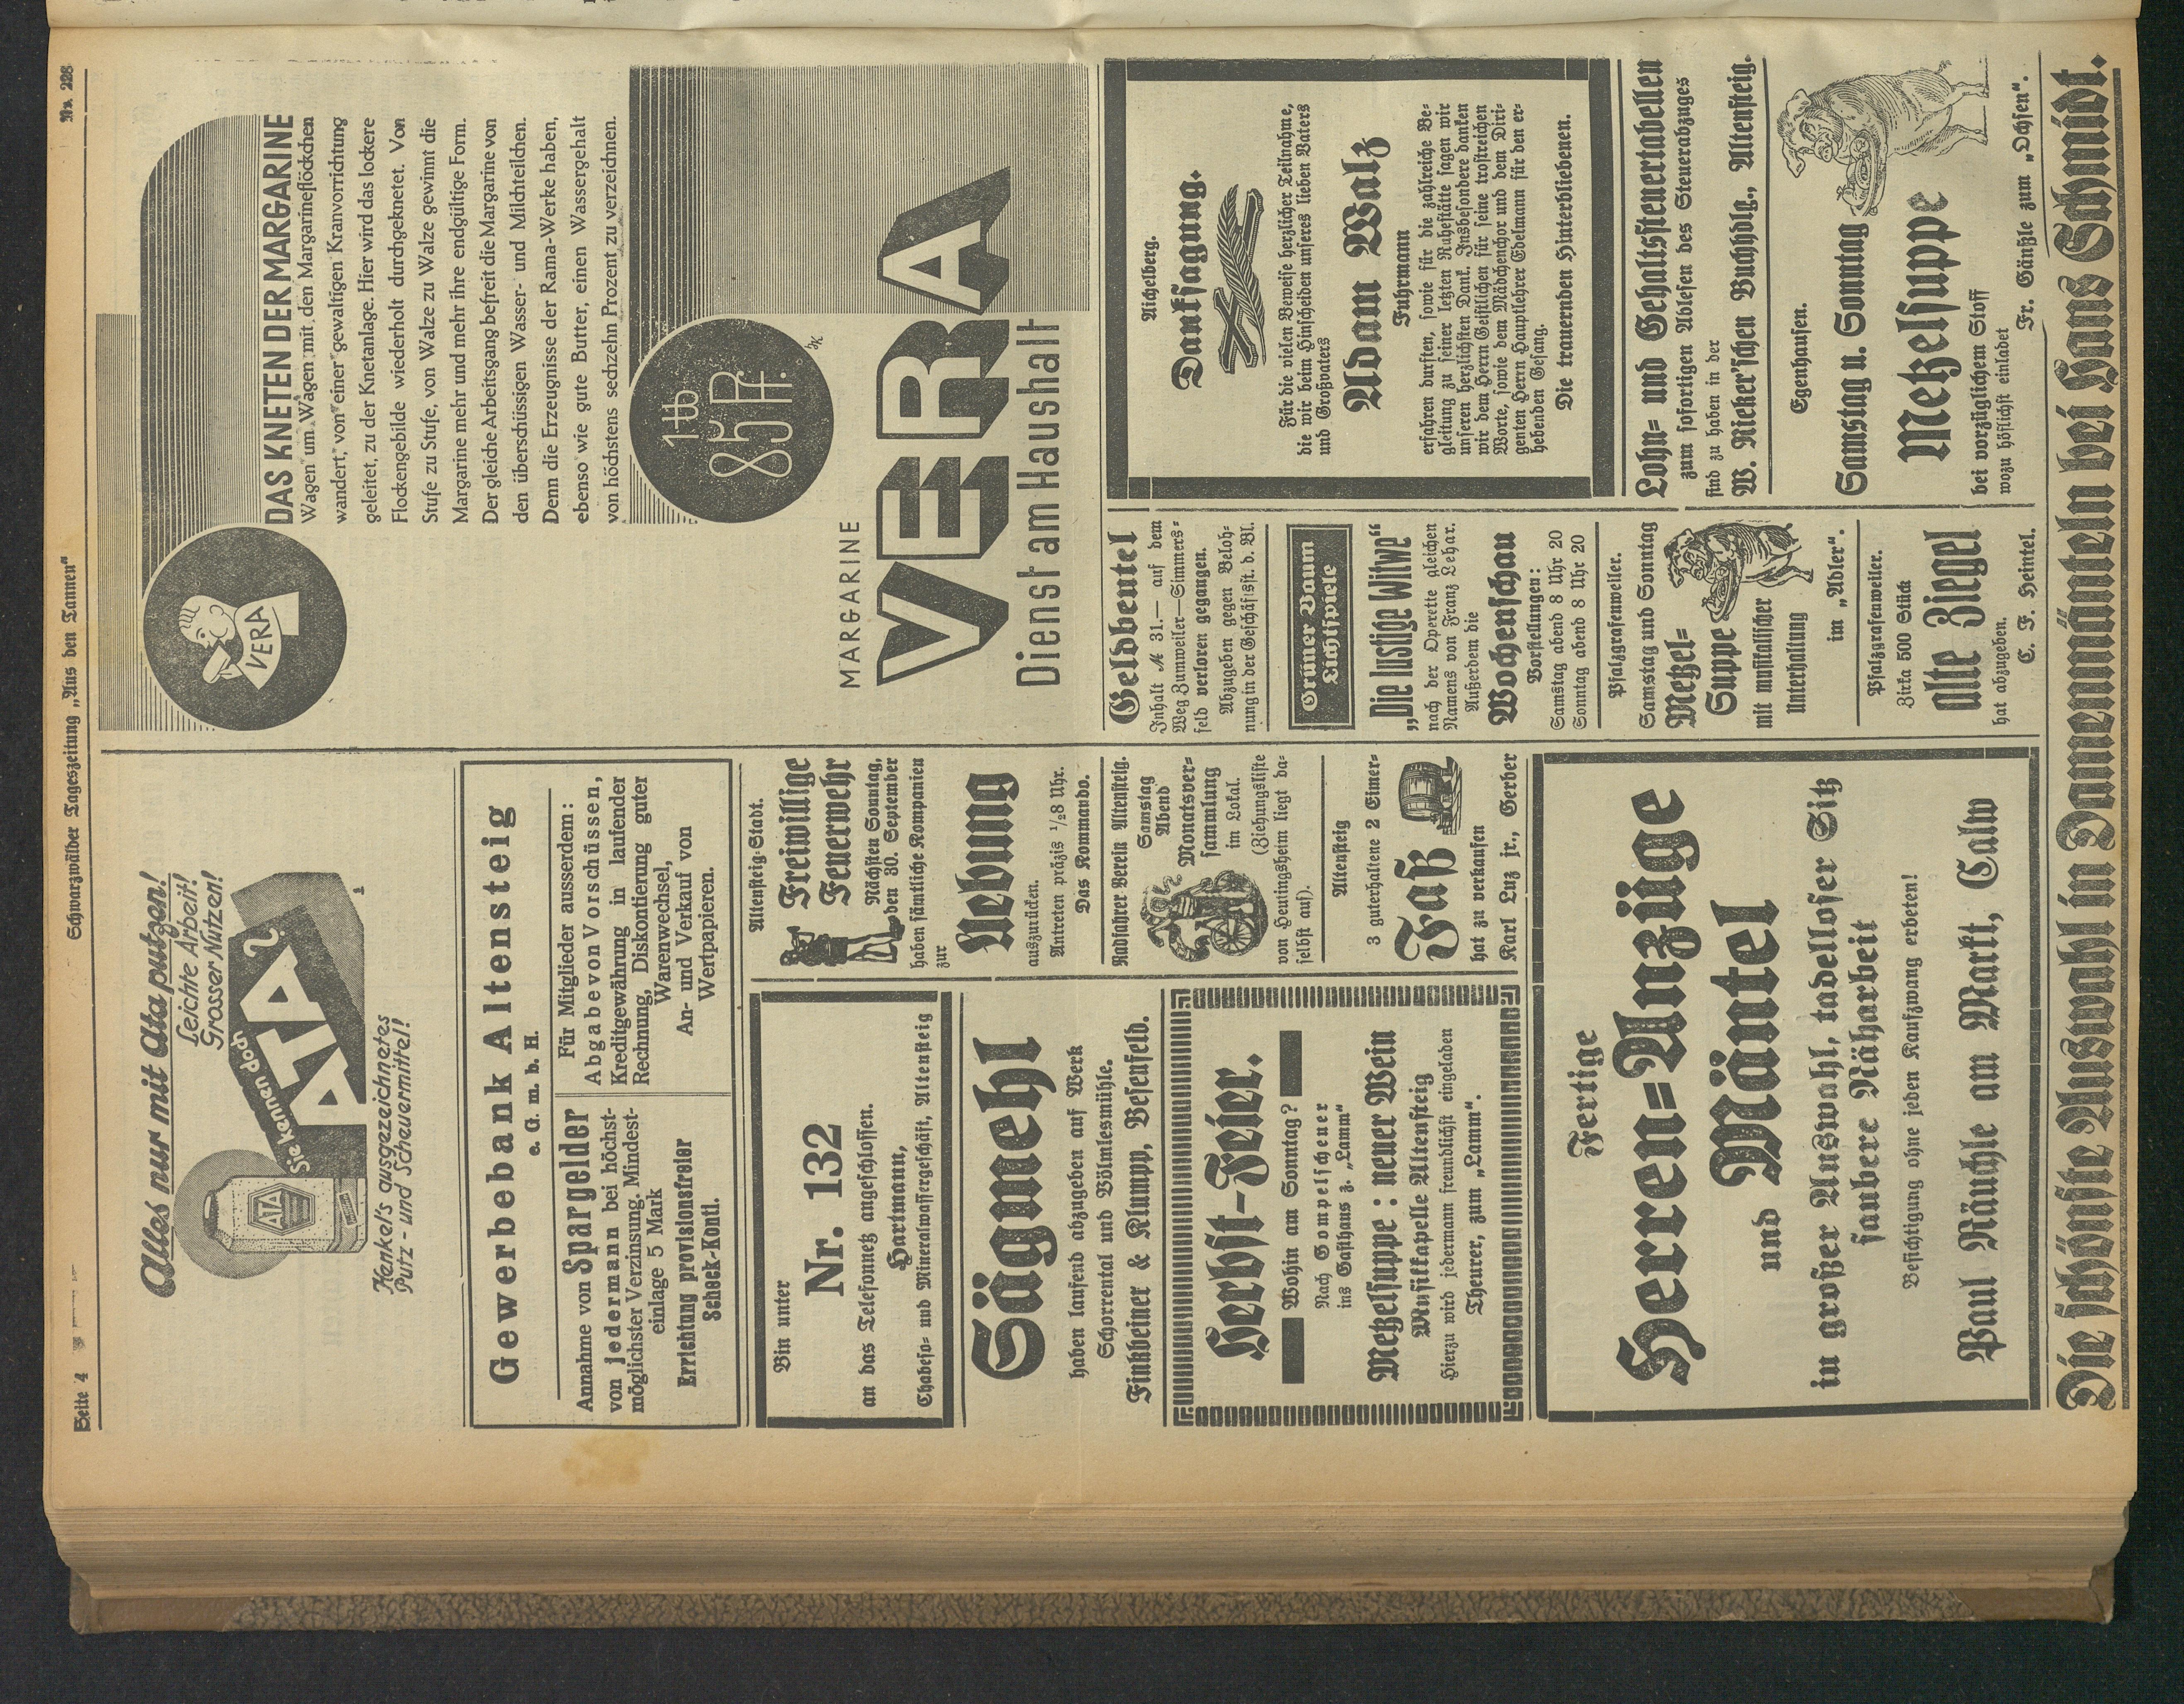 Seite 4
Schwarzwälder Tageszeitung „Aus den Tannen“
Nr. 228
Alles nur mit Ata putzen!
Leichte Arbeit!
Grosser Nutzen!
Sie kennen doch
ATA?
ATA
Henkel's ausgezeichnetes
Putz- und Scheuermittel!
Gewerbebank Altensteig
e. G. m. b. H.
Annahme von Spargelder
von jedermann bei höchst-
möglichster Verzinsung. Mindest-
einlage 5 Mark
Errichtung provisionsfreier
Scheck-Konti.
Für Mitglieder ausserdem:
Abgabe von Vorschüssen,
Kreditgewährung in laufender
Rechnung, Diskontierung guter
Warenwechsel,
An- und Verkauf von
Wertpapieren.
Bin unter
Nr. 132
an das Telefonnetz angeschlossen.
Hartmann,
Chabeso- und Mineralwassergeschäft, Altensteig
Sägmehl
haben laufend abzugeben auf Werk
Schorrental und Völmlesmühle.
Finkbeiner & Klumpp, Besenfeld.
Herbst-Feier.
Wohin am Sonntag?
Nach Gompelscheuer
ins Gasthaus z. „Lamm“
Metzelsuppe : neuer Wein
Musikkapelle Altensteig
Hierzu wird jedermann freundlichst eingeladen
Theurer, zum „Lamm“.
Altensteig-Stadt.
Freiwillige
Feuerwehr
Nächsten Sonntag,
den 30. September
haben sämtliche Kompanien
zur
Uebung
auszurücken.
Antreten präzis ½8 Uhr.
Das Kommando.
Radfahrer Verein Altensteig.
Samstag
Abend
Monatsver-
sammlung
im Lokal.
(Ziehungsliste
von Heutingsheim liegt da-
selbst auf).
Altensteig
3 guterhaltene 2 Eimer-
Faß
hat zu verkaufen
Karl Luz jr., Gerber
Fertige
Herren-Anzüge
und Mäntel
in großer Auswahl, tadelloser Sitz
saubere Näharbeit
Besichtigung ohne jeden Kaufzwang erbeten!
Paul Räuchle am Markt, Calw
VERA
DAS KNETEN DER MARGARINE
Wagen um Wagen mit den Margarineflöckchen
wandert von einer gewaltigen Kranvorrichtung
geleitet, zu der Knetanlage. Hier wird das lockere
Flockengebilde wiederholt durchgeknetet. Von
Stufe zu Stufe, von Walze zu Walze gewinnt die
Margarine mehr und mehr ihre endgültige Form.
Der gleiche Arbeitsgang befreit die Margarine von
den überschüssigen Wasser- und Milchteilchen.
Denn die Erzeugnisse der Rama-Werke haben,
ebenso wie gute Butter, einen Wassergehalt
von höchstens sechzehn Prozent zu verzeichnen.
1 ℔
85 Pf.
MARGARINE
VERA
Dienst am Haushalt
Geldbeutel
Inhalt ℳ 31.— auf dem
Weg Zumweiler—Simmers-
feld verloren gegangen.
Abzugeben gegen Beloh-
nung in der Geschäftsst. d. Bl.
Grüner Baum
Lichtspiele
„Die lustige Witwe“
nach der Operette gleichen
Namens von Franz Lehar.
Außerdem die
Wochenschau
Vorstellungen:
Samstag abend 8 Uhr 20
Sonntag abend 8 Uhr 20
Pfalzgrafenweiler.
Samstag und Sonntag
Metzel-
Suppe
mit musikalischer
Unterhaltung
im „Adler“.
Pfalzgrafenweiler.
Zirka 500 Stück
alte Ziegel
hat abzugeben.
C. F. Heintel.
Aichelberg.
Danksagung.
Für die vielen Beweise herzlicher Teilnahme,
die wir beim Hinscheiden unseres lieben Vaters
und Großvaters
Adam Walz
Fuhrmann
erfahren durften, sowie für die zahlreiche Be-
gleitung zu seiner letzten Ruhestätte sagen wir
unseren herzlichsten Dank. Insbesondere danken
wir dem Herrn Geistlichen für seine trostreichen
Worte, sowie dem Mädchenchor und dem Diri-
genten Herrn Hauptlehrer Edelmann für den er-
hebenden Gesang.
Die trauernden Hinterbliebenen.
Lohn- und Gehaltssteuertabellen
zum sofortigen Ablesen des Steuerabzuges
sind zu haben in der
W. Rieker'schen Buchhdlg., Altensteig.
Egenhausen.
Samstag u. Sonntag
Metzelsuppe
bei vorzüglichem Stoff
wozu höflichst einladet
Fr. Gänßle zum „Ochsen“.
Die schönste Auswahl in Damenmänteln bei Hans Schmidt.